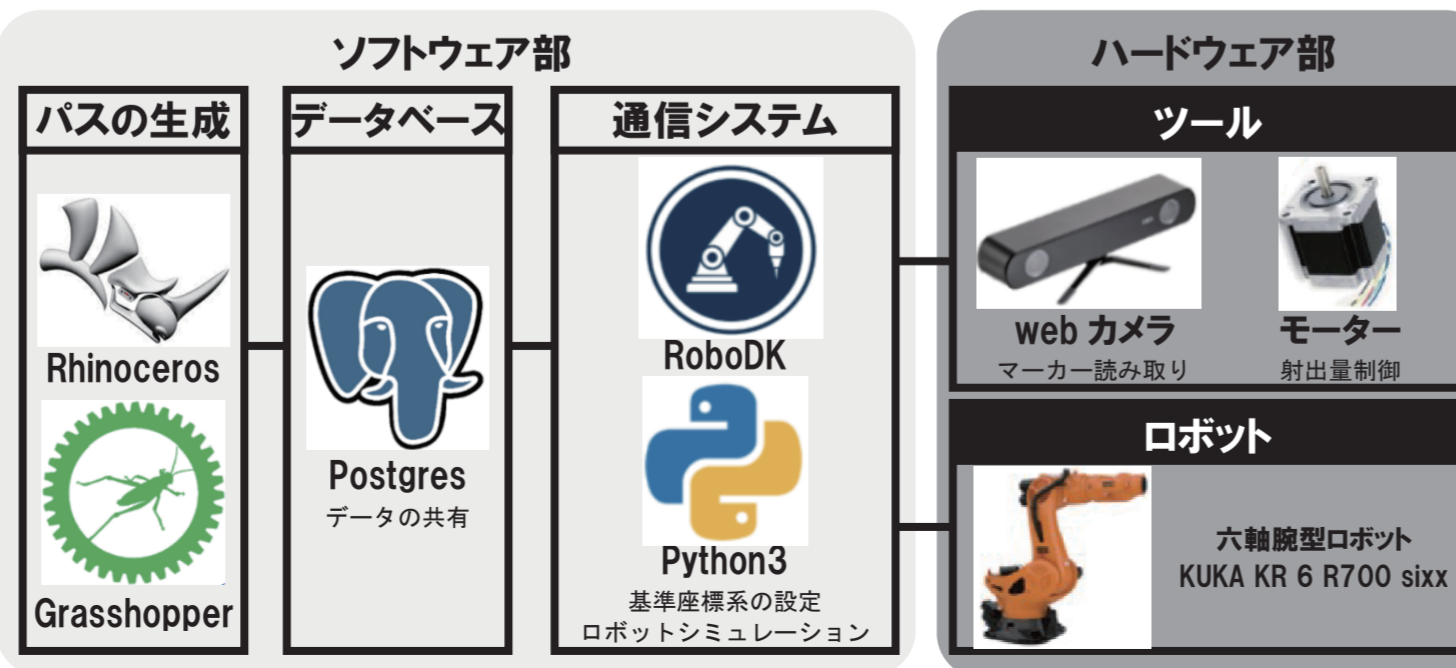 ソフトウェア部
パスの生成
Rhinoceros
Grasshopper
データベース
Postgres
データの共有
通信システム
RoboDK
Python3
基準座標系の設定
ロボットシミュレーション
ハードウェア部
ツール
web カメラ
マーカー読み取り
モーター
射出量制御
ロボット
六軸腕型ロボット
KUKA KR 6 R700 sixx